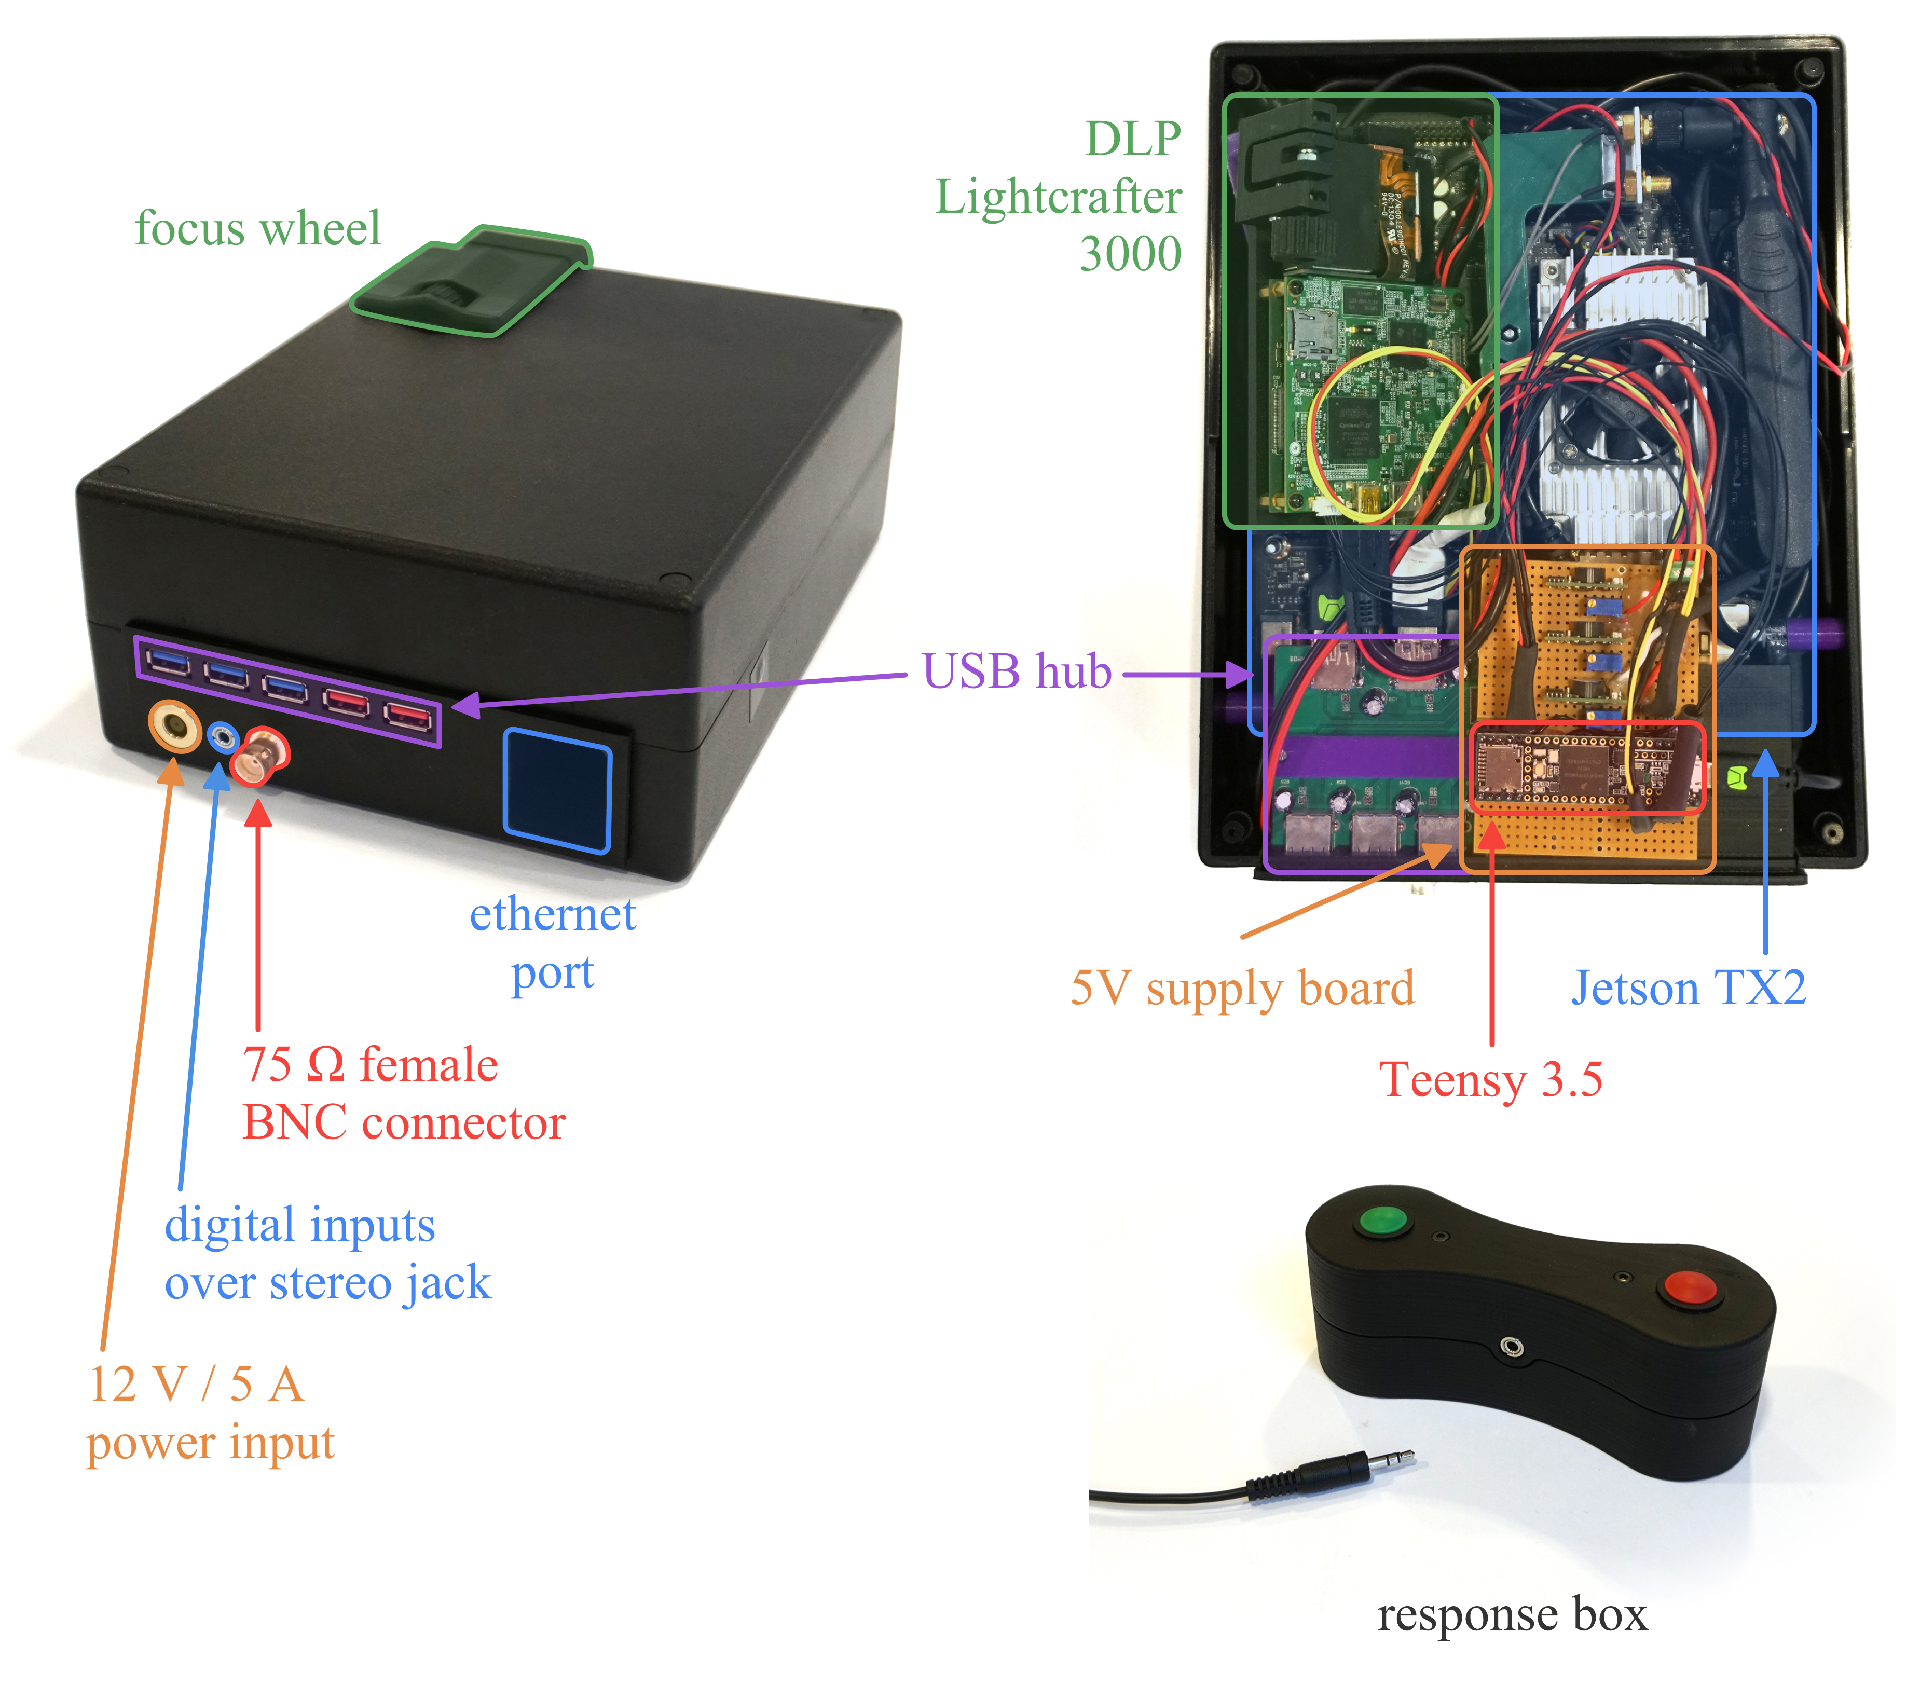 focus wheel
DLP
Lightcrafter
3000
USB hub
ethernet
port
75 Ω female
BNC connector
digital inputs
over stereo jack
12 V / 5 A
power input
5V supply board
Jetson TX2
Teensy 3.5
response box